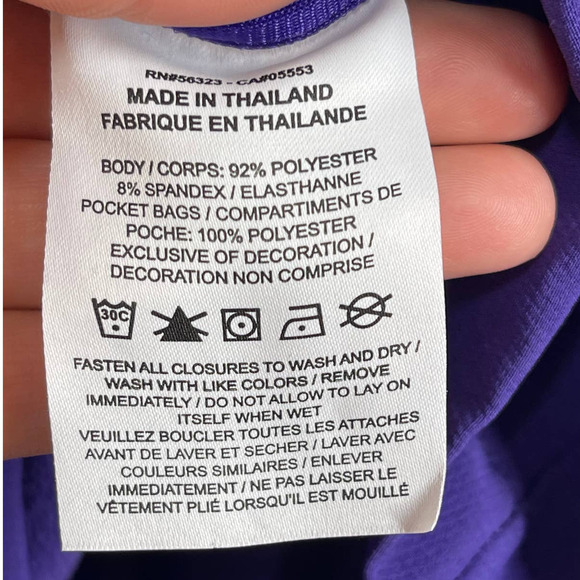 RN#56323 - CA#05553
MADE IN THAILAND
FABRIQUE EN THAILANDE
BODY / CORPS: 92% POLYESTER
8% SPANDEX / ELASTHANNE
POCKET BAGS / COMPARTIMENTS DE
POCHE: 100% POLYESTER
EXCLUSIVE OF DECORATION /
DECORATION NON COMPRISE
30C
FASTEN ALL CLOSURES TO WASH AND DRY /
WASH WITH LIKE COLORS / REMOVE
IMMEDIATELY / DO NOT ALLOW TO LAY ON
ITSELF WHEN WET
VEUILLEZ BOUCLER TOUTES LES ATTACHES
AVANT DE LAVER ET SECHER / LAVER AVEC
COULEURS SIMILAIRES / ENLEVER
IMMEDIATEMENT / NE PAS LAISSER LE
VÊTEMENT PLIÉ LORSQU'IL EST MOUILLÉ